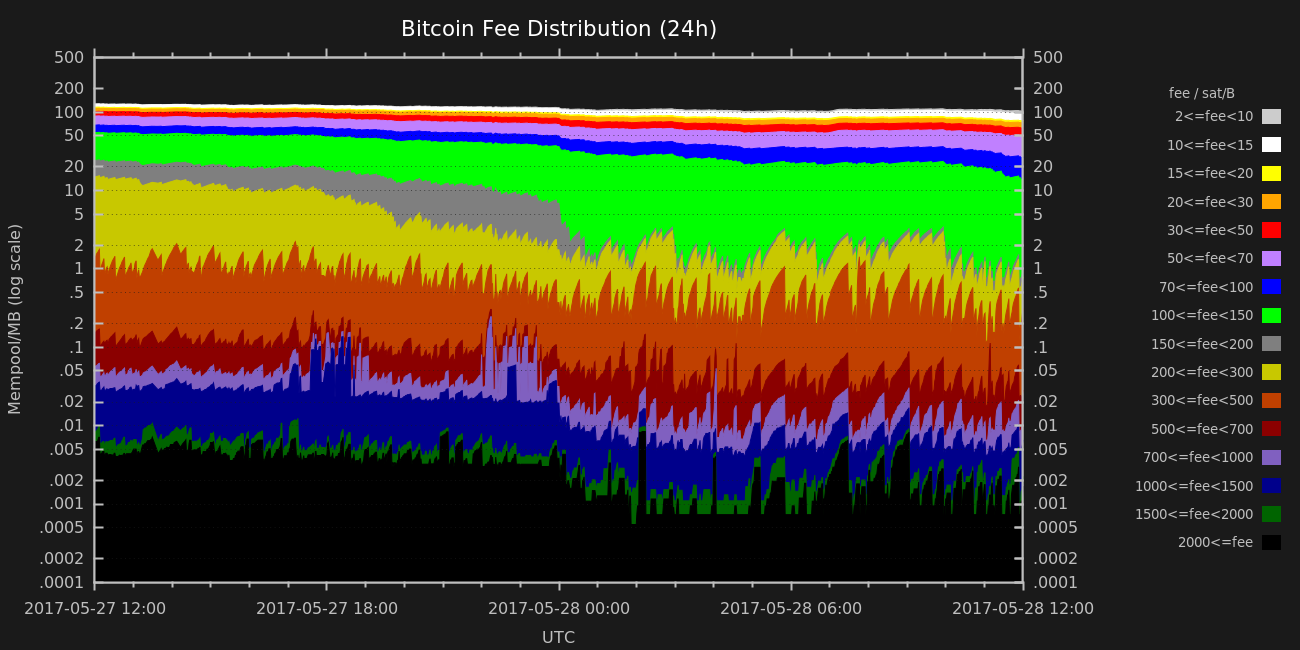 Bitcoin Fee Distribution (24h)
500
200
100
50
20
10
5
2
1
.5
.2
.1
.05
.02
.01
.005
.002
.001
.0005
.0002
.0001
Mempool/MB (log scale)
500
200
100
50
20
10
5
2
1
.5
.2
.1
.05
.02
.01
.005
.002
.001
.0005
.0002
.0001
2017-05-27 12:00
2017-05-27 18:00
2017-05-28 00:00
2017-05-28 06:00
2017-05-28 12:00
UTC
fee / sat/B
2<=fee<10
10<=fee<15
15<=fee<20
20<=fee<30
30<=fee<50
50<=fee<70
70<=fee<100
100<=fee<150
150<=fee<200
200<=fee<300
300<=fee<500
500<=fee<700
700<=fee<1000
1000<=fee<1500
1500<=fee<2000
2000<=fee